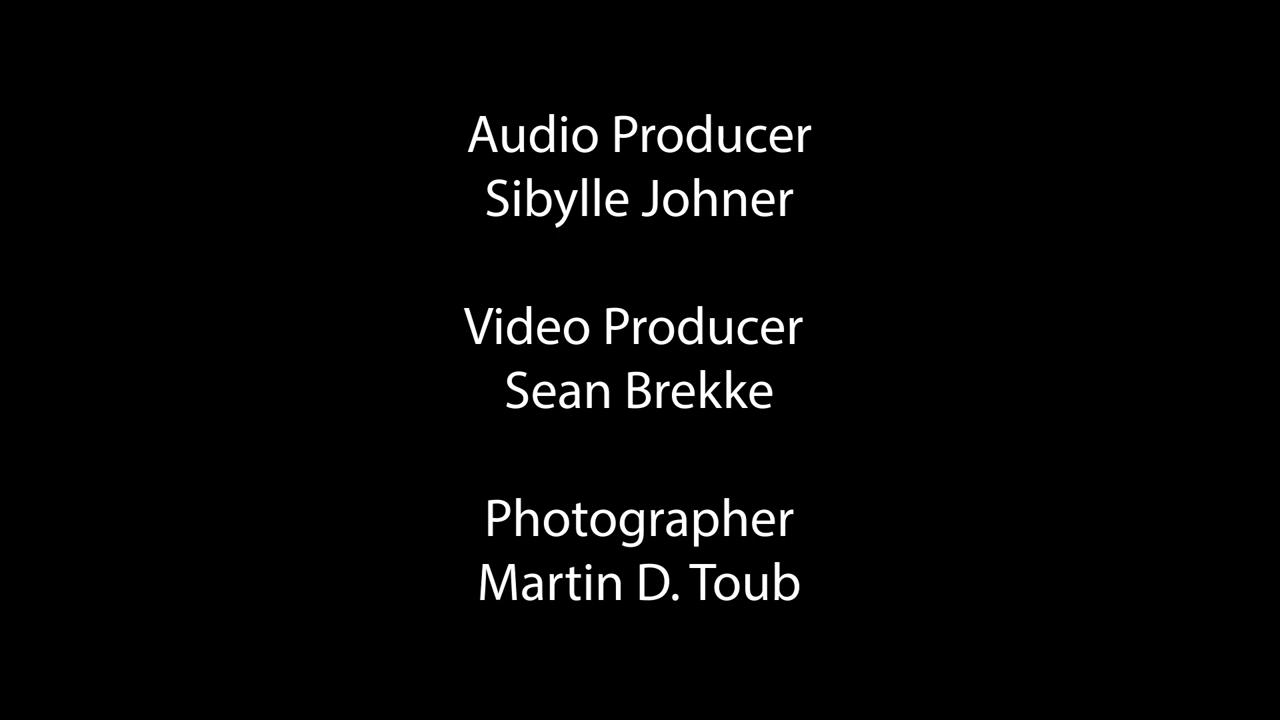 Audio Producer
Sibylle Johner
Video Producer
Sean Brekke
Photographer
Martin D. Toub